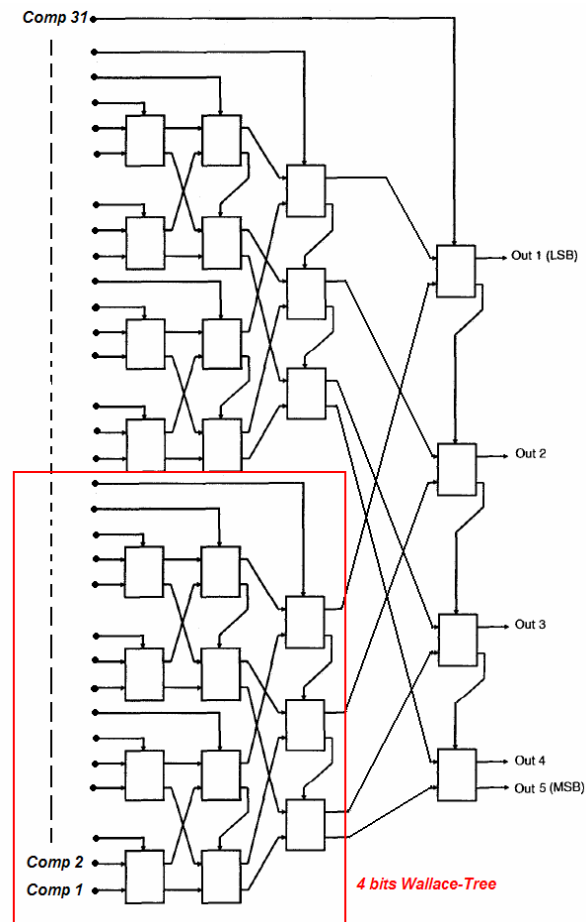 Comp 31
Out 1 (LSB)
Out 2
Out 3
Out 4
Out 5 (MSB)
Comp 2
Comp 1
4 bits Wallace-Tree